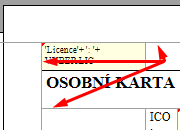 'Licence'+ ': '+
OSOBNÍ KARTA
ICO